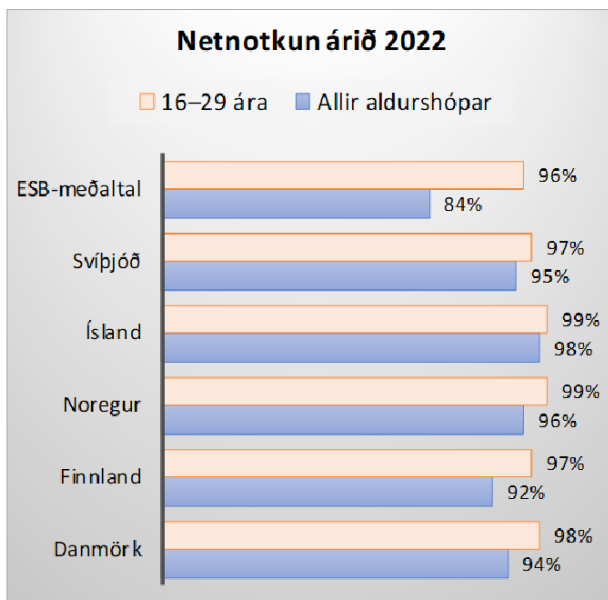 Netnotkun árið 2022
16–29 ára Allir aldurshópar
ESB-meðaltal 96%
84%
Svíþjóð 97%
95%
Ísland 99%
98%
Noregur 99%
96%
Finnland 97%
92%
Danmörk 98%
94%